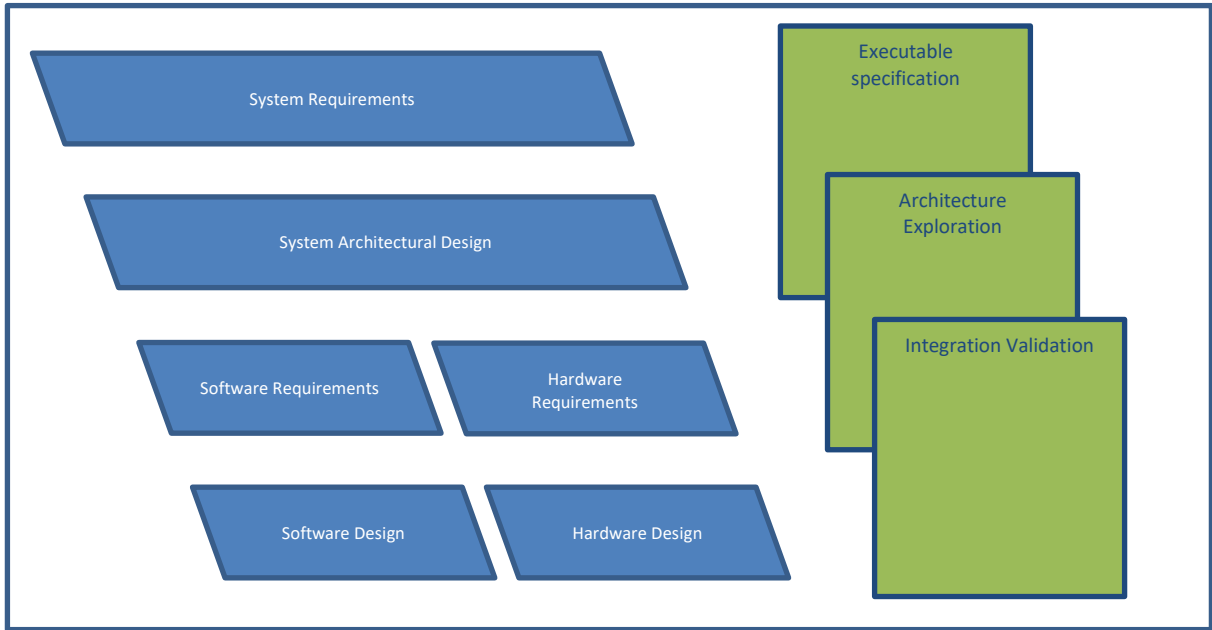 System Requirements
Executable
specification
System Architectural Design
Architecture
Exploration
Software Requirements
Hardware
Requirements
Integration Validation
Software Design
Hardware Design